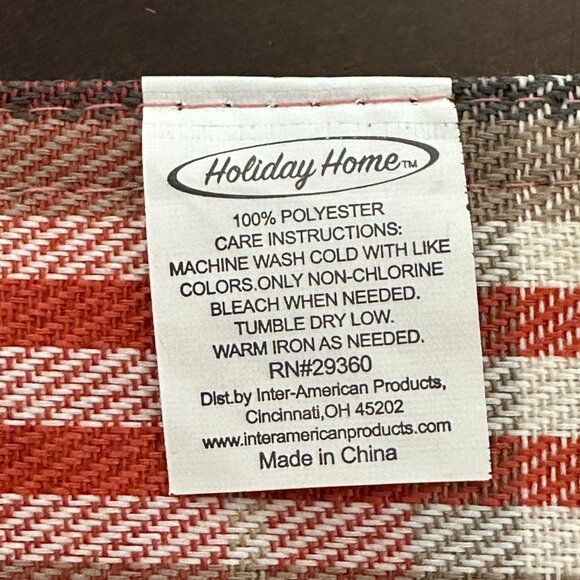 Holiday Home™
100% POLYESTER
CARE INSTRUCTIONS:
MACHINE WASH COLD WITH LIKE
COLORS.ONLY NON-CHLORINE
BLEACH WHEN NEEDED.
TUMBLE DRY LOW.
WARM IRON AS NEEDED.
RN#29360
Dist.by Inter-American Products,
Cincinnati,OH 45202
www.interamericanproducts.com
Made in China